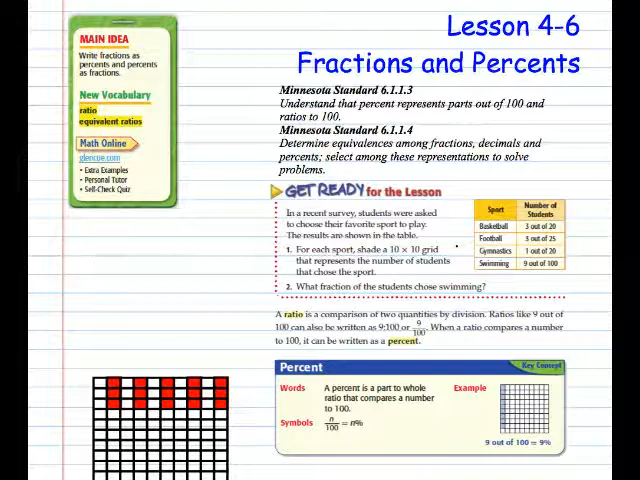 Lesson 4-6
Fractions and Percents
MAIN IDEA
Write fractions as
percents and percents
as fractions.
New Vocabulary
ratio
equivalent ratios
Math Online
glencoe.com
• Extra Examples
• Personal Tutor
• Self-Check Quiz
Minnesota Standard 6.1.1.3
Understand that percent represents parts out of 100 and
ratios to 100.
Minnesota Standard 6.1.1.4
Determine equivalences among fractions, decimals and
percents; select among these representations to solve
problems.
GET READY for the Lesson
In a recent survey, students were asked
to choose their favorite sport to play.
The results are shown in the table.
1. For each sport, shade a 10 × 10 grid
that represents the number of students
that chose the sport.
2. What fraction of the students chose swimming?
Sport Number of Students
Basketball 3 out of 20
Football 3 out of 25
Gymnastics 1 out of 20
Swimming 9 out of 100
A ratio is a comparison of two quantities by division. Ratios like 9 out of
100 can also be written as 9:100 or 9/100. When a ratio compares a number
to 100, it can be written as a percent.
Percent Key Concept
Words A percent is a part to whole
ratio that compares a number
to 100.
Symbols n/100 = n%
Example
9 out of 100 = 9%